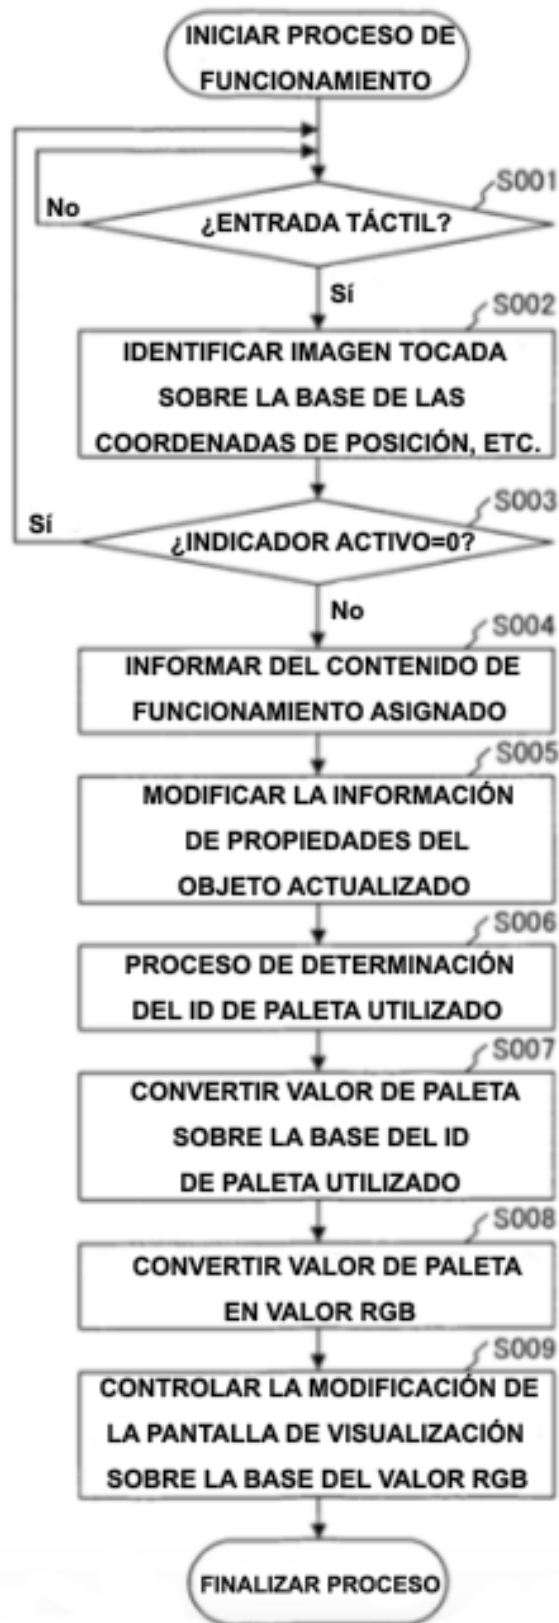 INICIAR PROCESO DE
FUNCIONAMIENTO
S001
No
¿ENTRADA TÁCTIL?
Sí
S002
IDENTIFICAR IMAGEN TOCADA
SOBRE LA BASE DE LAS
COORDENADAS DE POSICIÓN, ETC.
S003
Sí
¿INDICADOR ACTIVO=0?
No
S004
INFORMAR DEL CONTENIDO DE
FUNCIONAMIENTO ASIGNADO
S005
MODIFICAR LA INFORMACIÓN
DE PROPIEDADES DEL
OBJETO ACTUALIZADO
S006
PROCESO DE DETERMINACIÓN
DEL ID DE PALETA UTILIZADO
S007
CONVERTIR VALOR DE PALETA
SOBRE LA BASE DEL ID
DE PALETA UTILIZADO
S008
CONVERTIR VALOR DE PALETA
EN VALOR RGB
S009
CONTROLAR LA MODIFICACIÓN DE
LA PANTALLA DE VISUALIZACIÓN
SOBRE LA BASE DEL VALOR RGB
FINALIZAR PROCESO